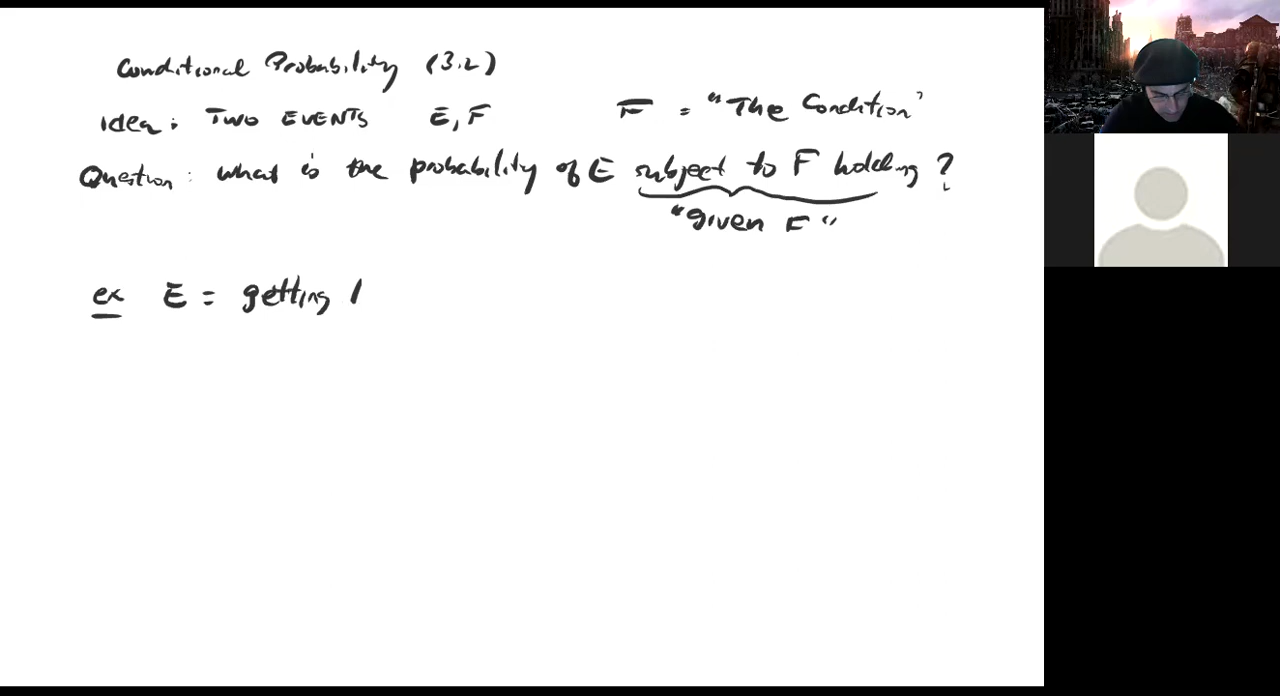 Conditional Probability (3.2)
Idea: TWO EVENTS E, F F = "The Condition"
Question: what is the probability of E subject to F holding?
"given F"
ex E = getting 1